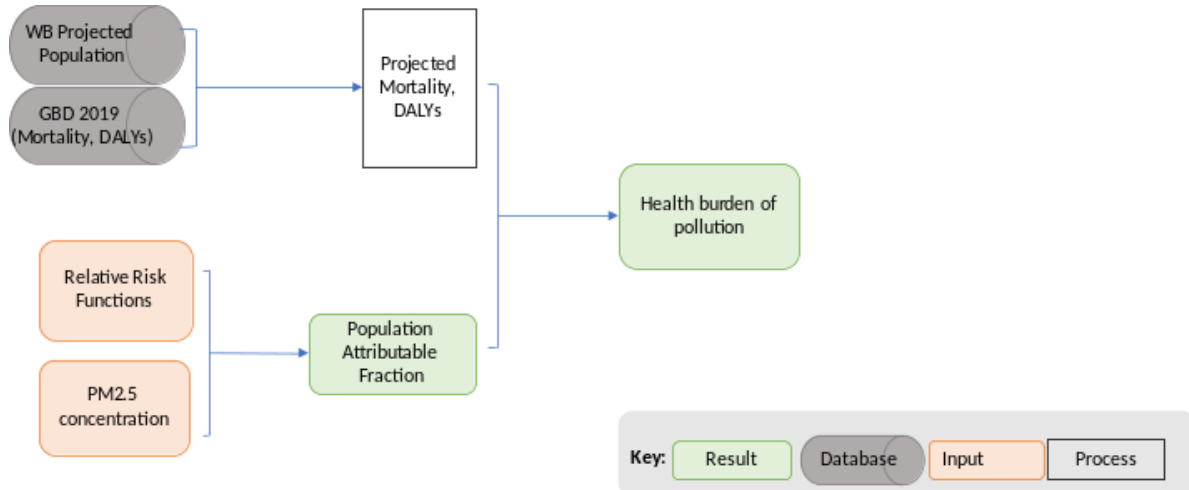 WB Projected
Population
GBD 2019
(Mortality, DALYs)
Projected
Mortality,
DALYs
Health burden of
pollution
Relative Risk
Functions
PM2.5
concentration
Population
Attributable
Fraction
Key:
Result
Database
Input
Process